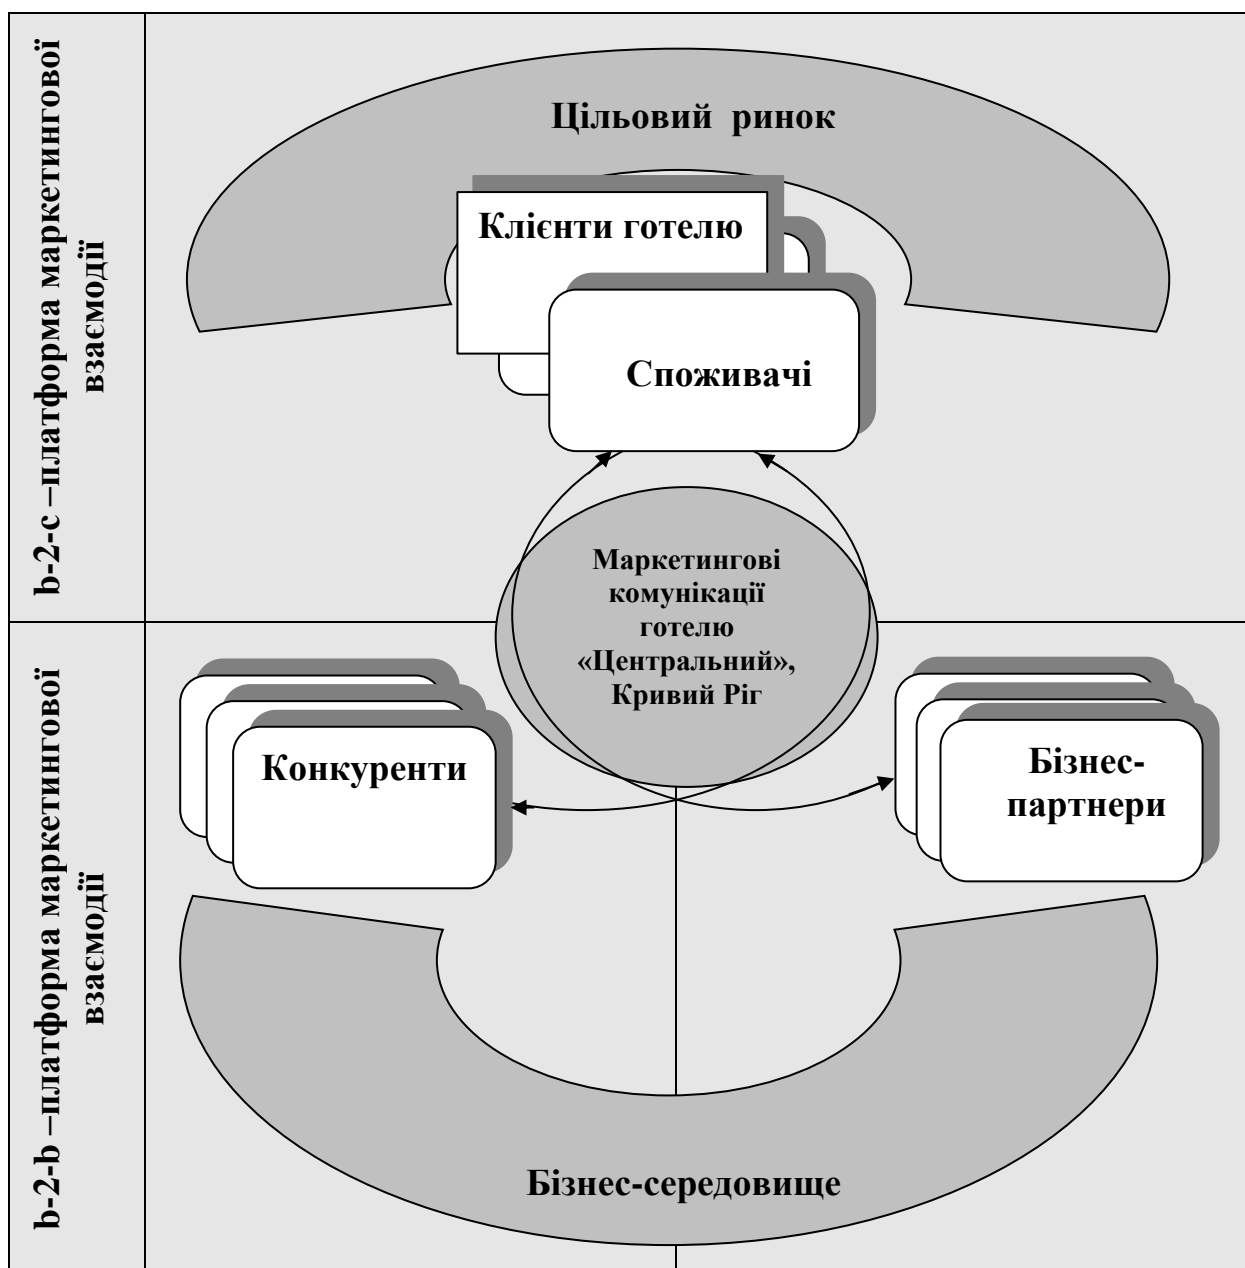 b-2-c –платформа маркетингової
взаємодії
Цільовий ринок
Клієнти готелю
Споживачі
Маркетингові
комунікації
готелю
«Центральний»,
Кривий Ріг
b-2-b –платформа маркетингової
взаємодії
Конкуренти
Бізнес-
партнери
Бізнес-середовище